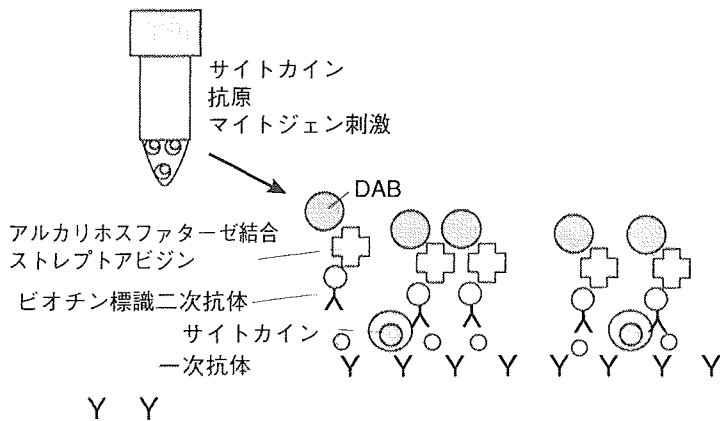 サイトカイン
抗原
マイトジェン刺激
DAB
アルカリホスファターゼ結合
ストレプトアビジン
ビオチン標識二次抗体
サイトカイン
一次抗体